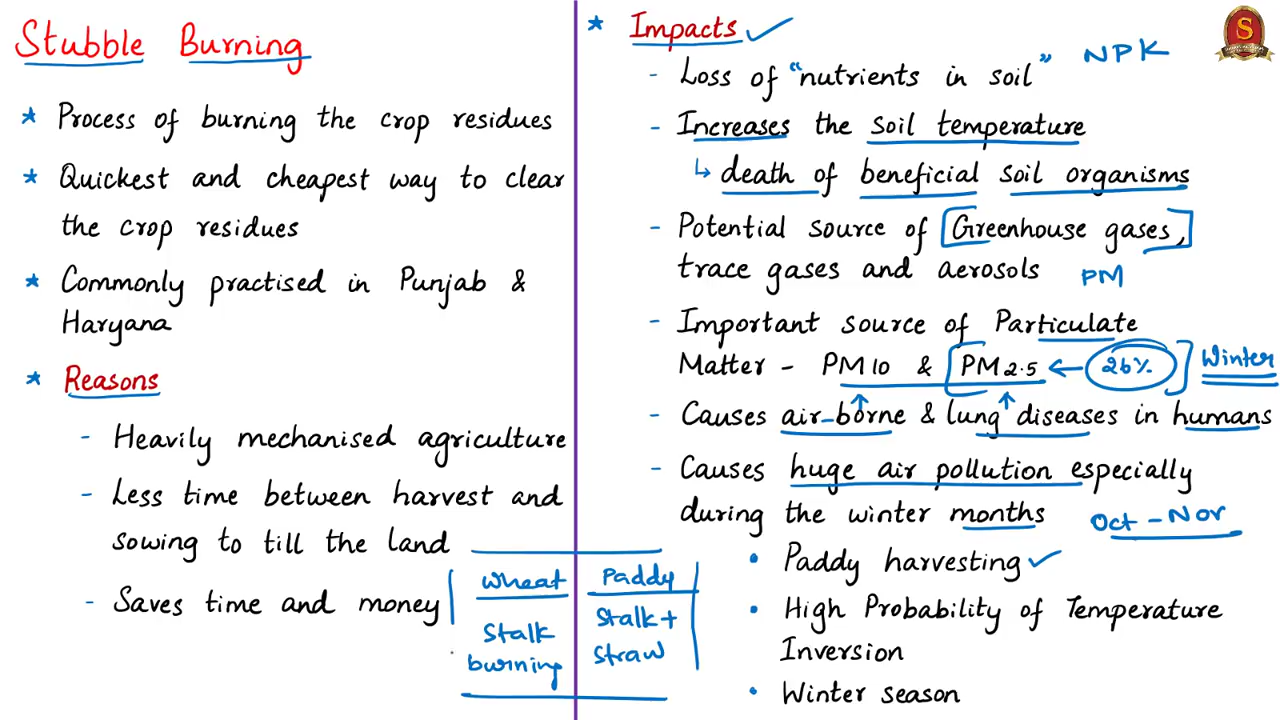 Stubble Burning
* Process of burning the crop residues
* Quickest and cheapest way to clear
the crop residues
* Commonly practised in Punjab &
Haryana
* Reasons
- Heavily mechanised agriculture
- Less time between harvest and
sowing to till the land
- Saves time and money
Wheat
Stalk
burning
Paddy
Stalk +
Straw
* Impacts ✓
- Loss of "nutrients in soil" NPK
- Increases the soil temperature
↳ death of beneficial soil organisms
- Potential source of [Greenhouse gases,]
trace gases and aerosols PM
- Important source of Particulate
Matter - PM10 & [PM2.5 ← 26%] Winter
- Causes air-borne & lung diseases in humans
- Causes huge air pollution especially
during the winter months Oct - Nov
• Paddy harvesting ✓
• High Probability of Temperature
Inversion
• Winter season
S